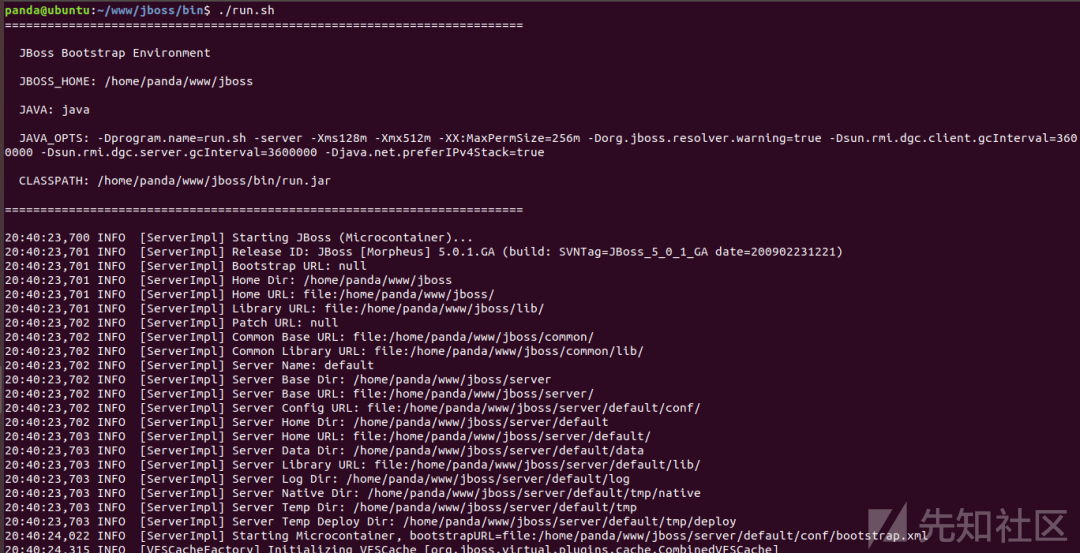 panda@ubuntu:~/www/jboss/bin$ ./run.sh
=========================================================================
JBoss Bootstrap Environment
JBOSS_HOME: /home/panda/www/jboss
JAVA: java
JAVA_OPTS: -Dprogram.name=run.sh -server -Xms128m -Xmx512m -XX:MaxPermSize=256m -Dorg.jboss.resolver.warning=true -Dsun.rmi.dgc.client.gcInterval=360
0000 -Dsun.rmi.dgc.server.gcInterval=3600000 -Djava.net.preferIPv4Stack=true
CLASSPATH: /home/panda/www/jboss/bin/run.jar
=========================================================================
20:40:23,700 INFO  [ServerImpl] Starting JBoss (Microcontainer)...
20:40:23,701 INFO  [ServerImpl] Release ID: JBoss [Morpheus] 5.0.1.GA (build: SVNTag=JBoss_5_0_1_GA date=200902231221)
20:40:23,701 INFO  [ServerImpl] Bootstrap URL: null
20:40:23,701 INFO  [ServerImpl] Home Dir: /home/panda/www/jboss
20:40:23,701 INFO  [ServerImpl] Home URL: file:/home/panda/www/jboss/
20:40:23,701 INFO  [ServerImpl] Library URL: file:/home/panda/www/jboss/lib/
20:40:23,702 INFO  [ServerImpl] Patch URL: null
20:40:23,702 INFO  [ServerImpl] Common Base URL: file:/home/panda/www/jboss/common/
20:40:23,702 INFO  [ServerImpl] Common Library URL: file:/home/panda/www/jboss/common/lib/
20:40:23,702 INFO  [ServerImpl] Server Name: default
20:40:23,702 INFO  [ServerImpl] Server Base Dir: /home/panda/www/jboss/server
20:40:23,702 INFO  [ServerImpl] Server Base URL: file:/home/panda/www/jboss/server/
20:40:23,702 INFO  [ServerImpl] Server Config URL: file:/home/panda/www/jboss/server/default/conf/
20:40:23,702 INFO  [ServerImpl] Server Home Dir: /home/panda/www/jboss/server/default
20:40:23,703 INFO  [ServerImpl] Server Home URL: file:/home/panda/www/jboss/server/default/
20:40:23,703 INFO  [ServerImpl] Server Data Dir: /home/panda/www/jboss/server/default/data
20:40:23,703 INFO  [ServerImpl] Server Library URL: file:/home/panda/www/jboss/server/default/lib/
20:40:23,703 INFO  [ServerImpl] Server Log Dir: /home/panda/www/jboss/server/default/log
20:40:23,703 INFO  [ServerImpl] Server Native Dir: /home/panda/www/jboss/server/default/tmp/native
20:40:23,703 INFO  [ServerImpl] Server Temp Dir: /home/panda/www/jboss/server/default/tmp
20:40:23,703 INFO  [ServerImpl] Server Temp Deploy Dir: /home/panda/www/jboss/server/default/tmp/deploy
20:40:24,022 INFO  [ServerImpl] Starting Microcontainer, bootstrapURL=file:/home/panda/www/jboss/server/default/conf/bootstrap.xml
20:40:24,315 INFO  [VFSCacheFactory] Initializing VFSCache [org.jboss.virtual.plugins.cache.CombinedVFSCache]
先知社区